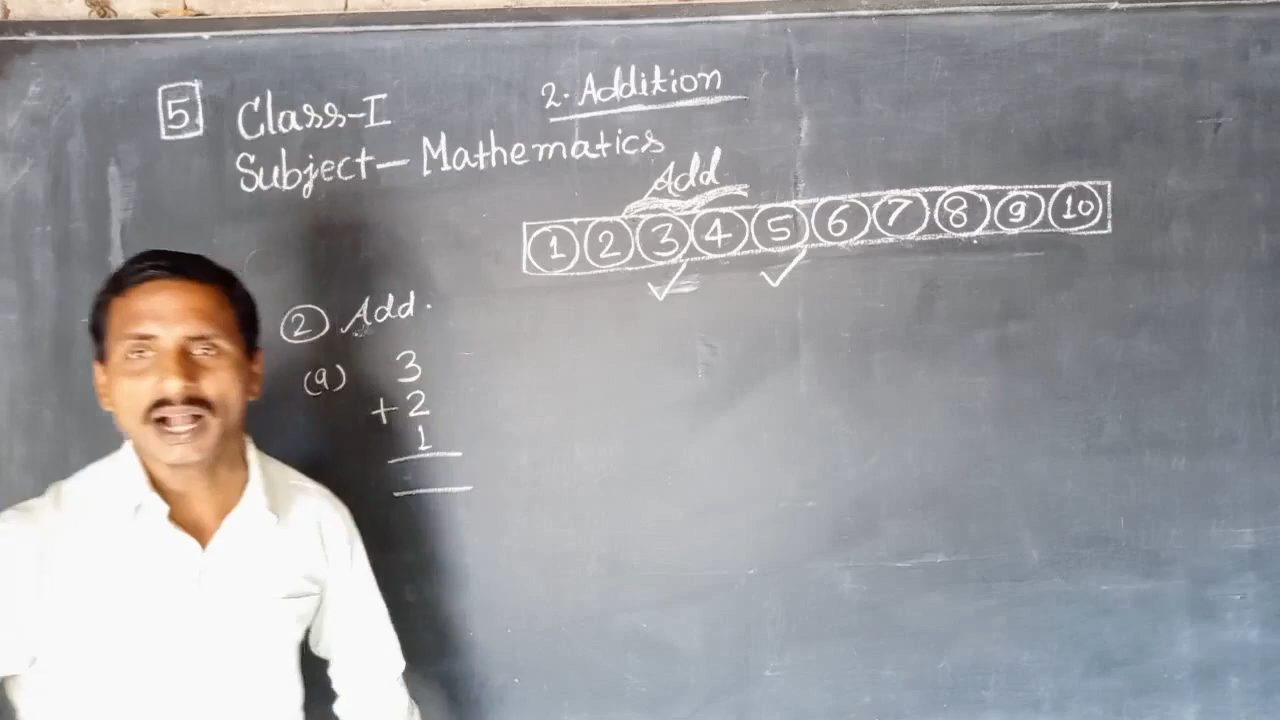 2. Addition
5 Class-I
Subject- Mathematics
Add
1 2 3 4 5 6 7 8 9 10
2 Add.
(a) 3
+2
1